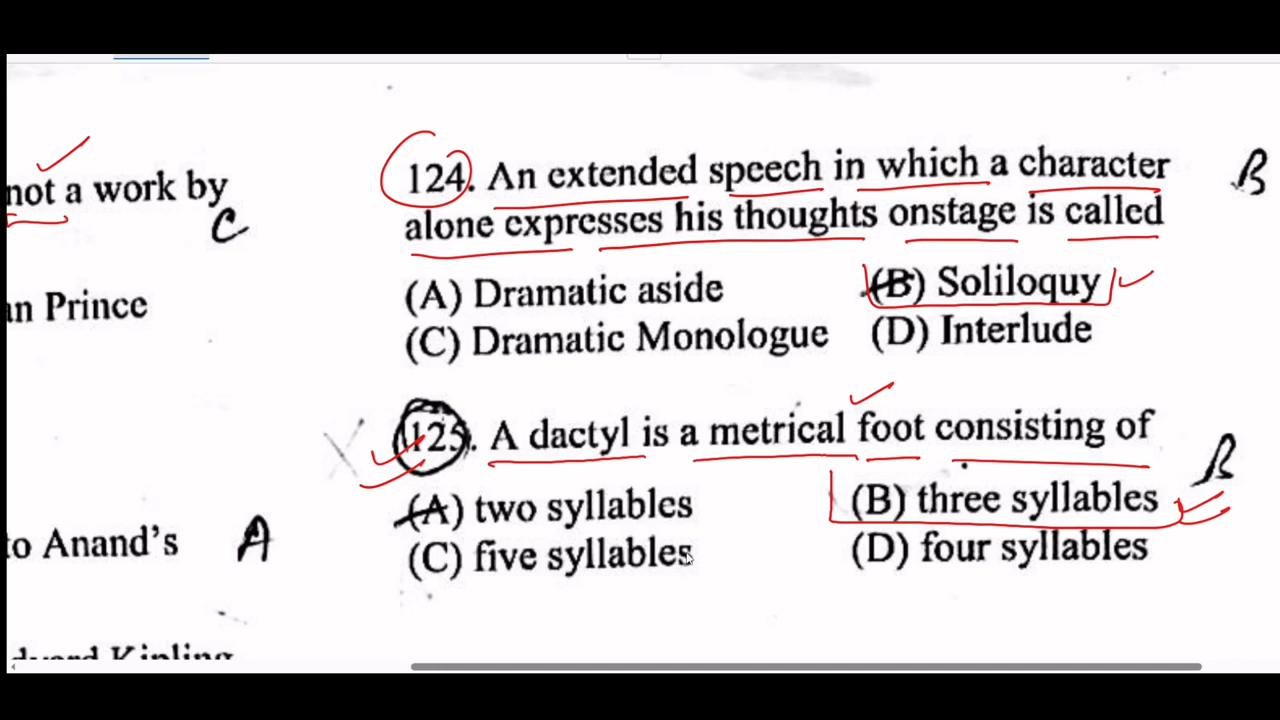 not a work by
C
an Prince
to Anand's A
124. An extended speech in which a character B
alone expresses his thoughts onstage is called
(A) Dramatic aside (B) Soliloquy
(C) Dramatic Monologue (D) Interlude
125. A dactyl is a metrical foot consisting of B
(A) two syllables (B) three syllables
(C) five syllables (D) four syllables